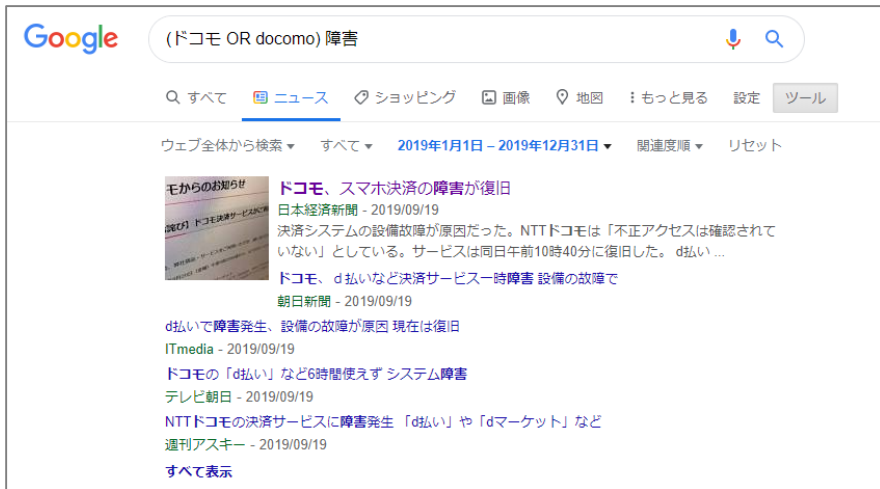 Google
(ドコモ OR docomo) 障害
すべて ニュース ショッピング 画像 地図 もっと見る 設定 ツール
ウェブ全体から検索 すべて 2019年1月1日 – 2019年12月31日 関連度順 リセット
モからのお知らせ
ドコモ、スマホ決済の障害が復旧
日本経済新聞 - 2019/09/19
決済システムの設備故障が原因だった。NTTドコモは「不正アクセスは確認されて
いない」としている。サービスは同日午前10時40分に復旧した。 d払い ...
ドコモ、ｄ払いなど決済サービス一時障害 設備の故障で
朝日新聞 - 2019/09/19
d払いで障害発生、設備の故障が原因 現在は復旧
ITmedia - 2019/09/19
ドコモの「d払い」など6時間使えず システム障害
テレビ朝日 - 2019/09/19
NTTドコモの決済サービスに障害発生 「d払い」や「dマーケット」など
週刊アスキー - 2019/09/19
すべて表示